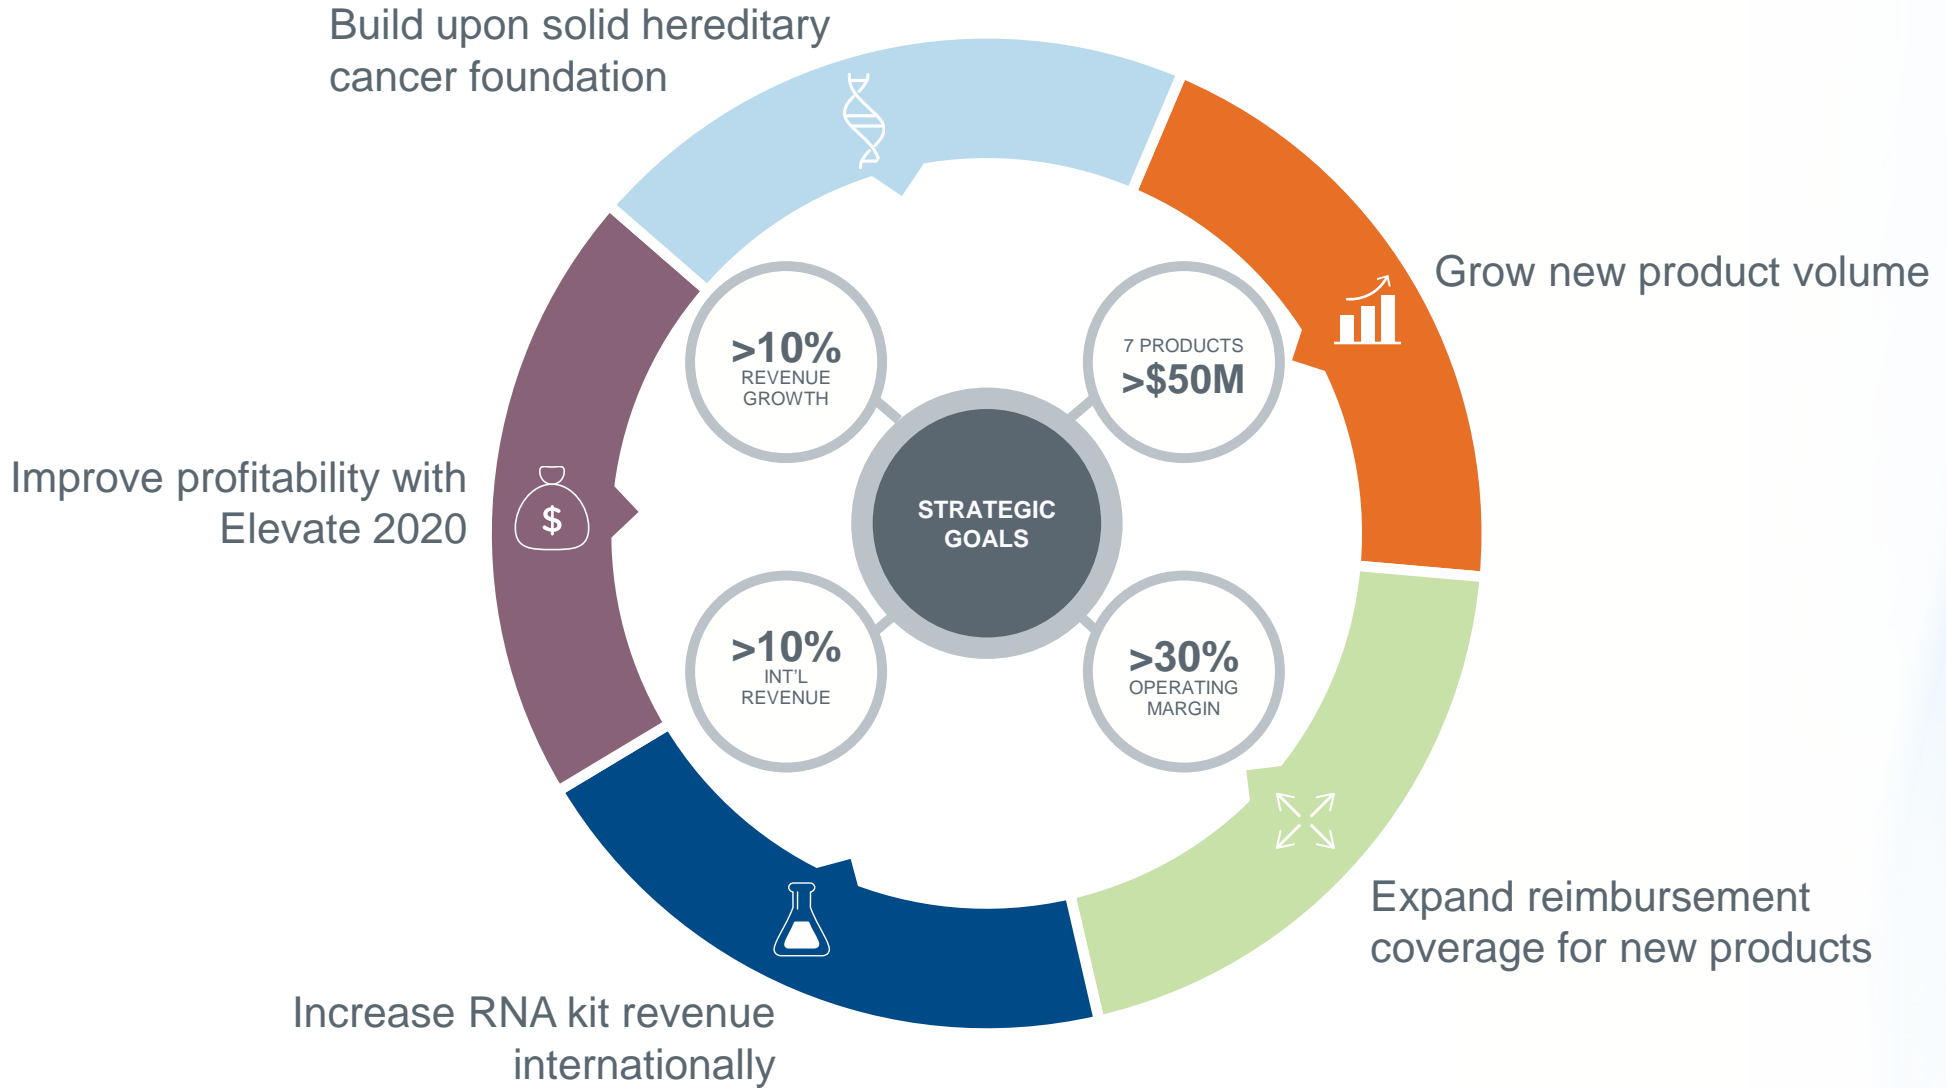 Build upon solid hereditary
cancer foundation
Grow new product volume
>10%
REVENUE
GROWTH
7 PRODUCTS
>$50M
Improve profitability with
Elevate 2020
$
STRATEGIC
GOALS
>10%
INT'L
REVENUE
>30%
OPERATING
MARGIN
Expand reimbursement
coverage for new products
Increase RNA kit revenue
internationally